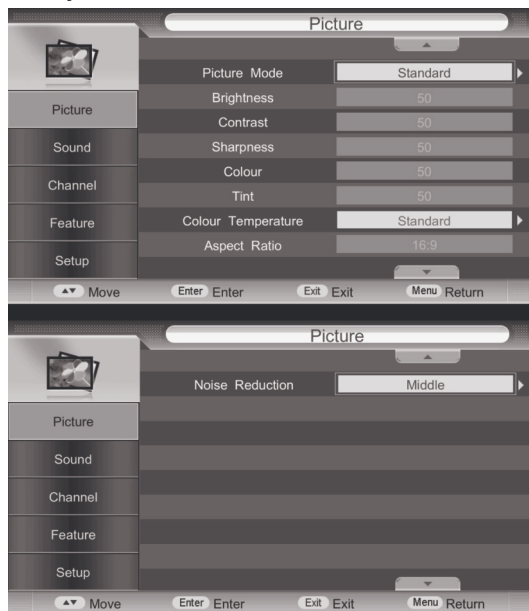 Picture
Picture Mode Standard
Brightness 50
Contrast 50
Sharpness 50
Colour 50
Tint 50
Colour Temperature Standard
Aspect Ratio 16:9
Picture
Sound
Channel
Feature
Setup
Move Enter Enter Exit Exit Menu Return
Picture
Noise Reduction Middle
Picture
Sound
Channel
Feature
Setup
Move Enter Enter Exit Exit Menu Return